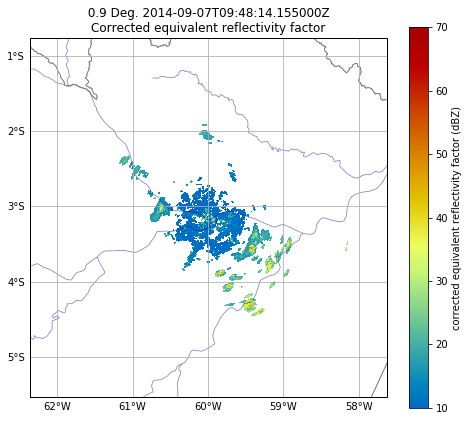 0.9 Deg. 2014-09-07T09:48:14.155000Z
Corrected equivalent reflectivity factor
1°S
2°S
3°S
4°S
5°S
62°W 61°W 60°W 59°W 58°W
70
60
50
40
30
20
10
corrected equivalent reflectivity factor (dBZ)